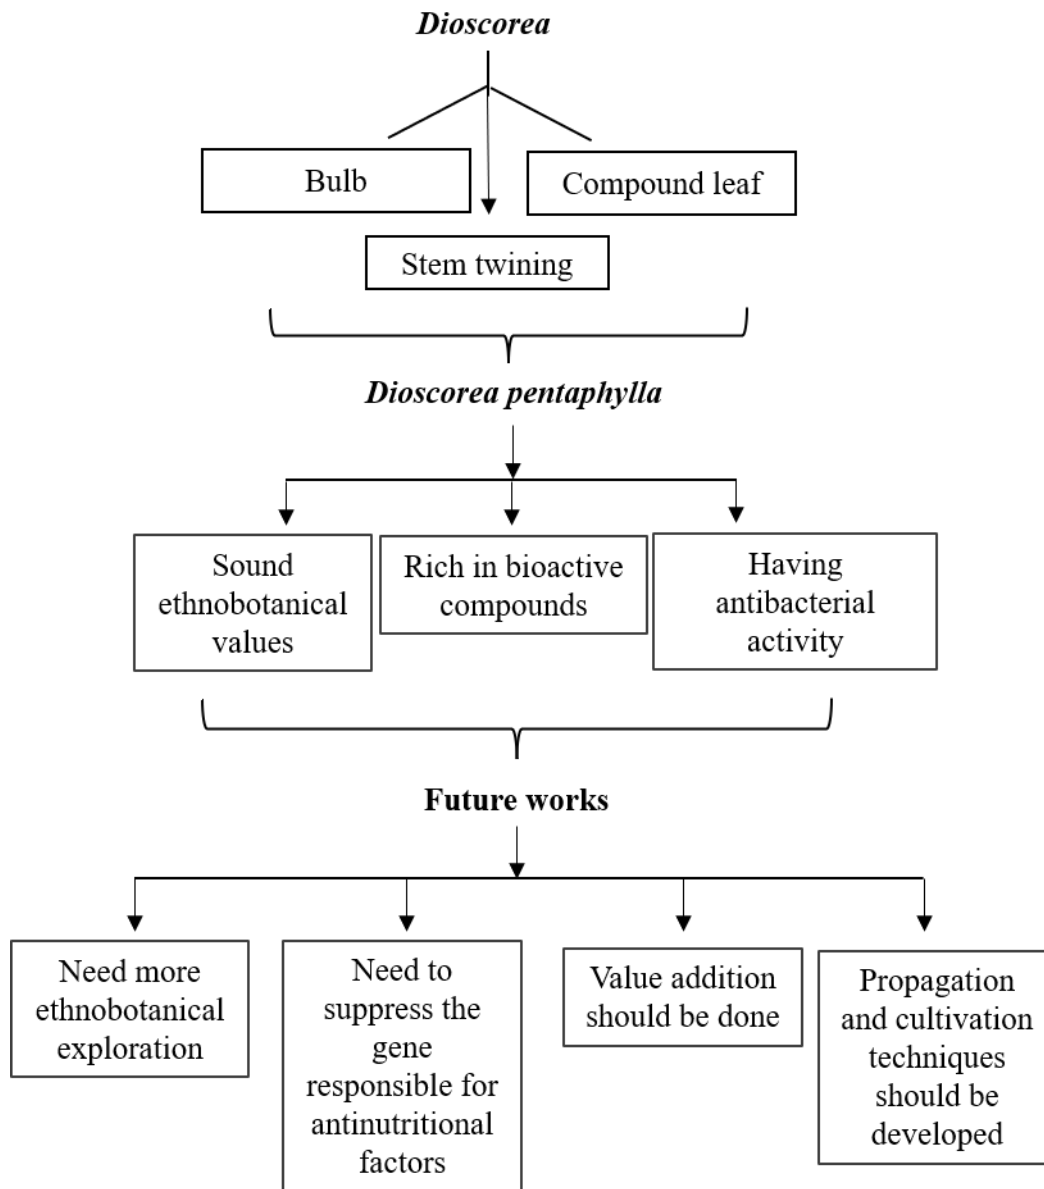 Dioscorea
Bulb
Compound leaf
Stem twining
Dioscorea pentaphylla
Sound
ethnobotanical
values
Rich in bioactive
compounds
Having
antibacterial
activity
Future works
Need more
ethnobotanical
exploration
Need to
suppress the
gene
responsible for
antinutritional
factors
Value addition
should be done
Propagation
and cultivation
techniques
should be
developed